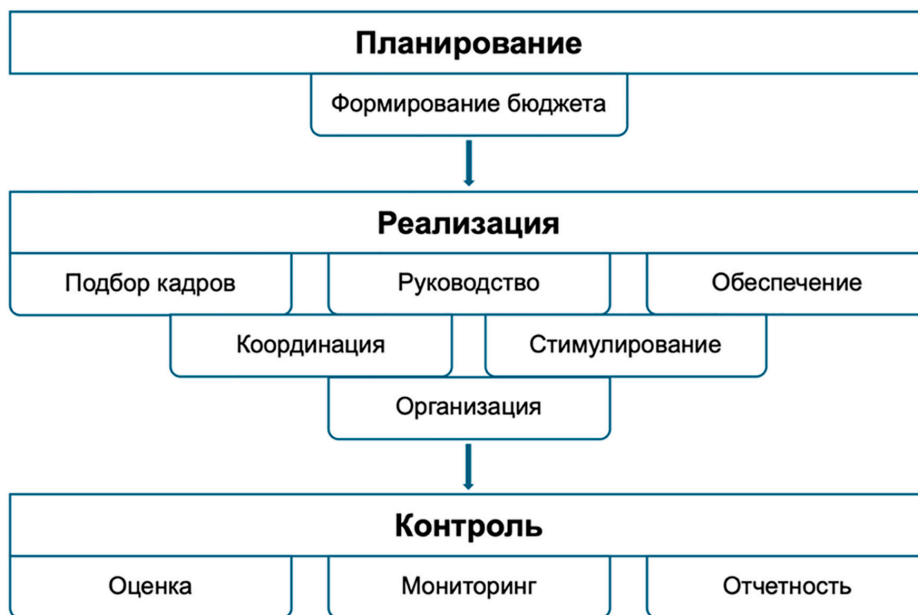 Планирование
Формирование бюджета
Реализация
Подбор кадров
Руководство
Обеспечение
Координация
Стимулирование
Организация
Контроль
Оценка
Мониторинг
Отчетность